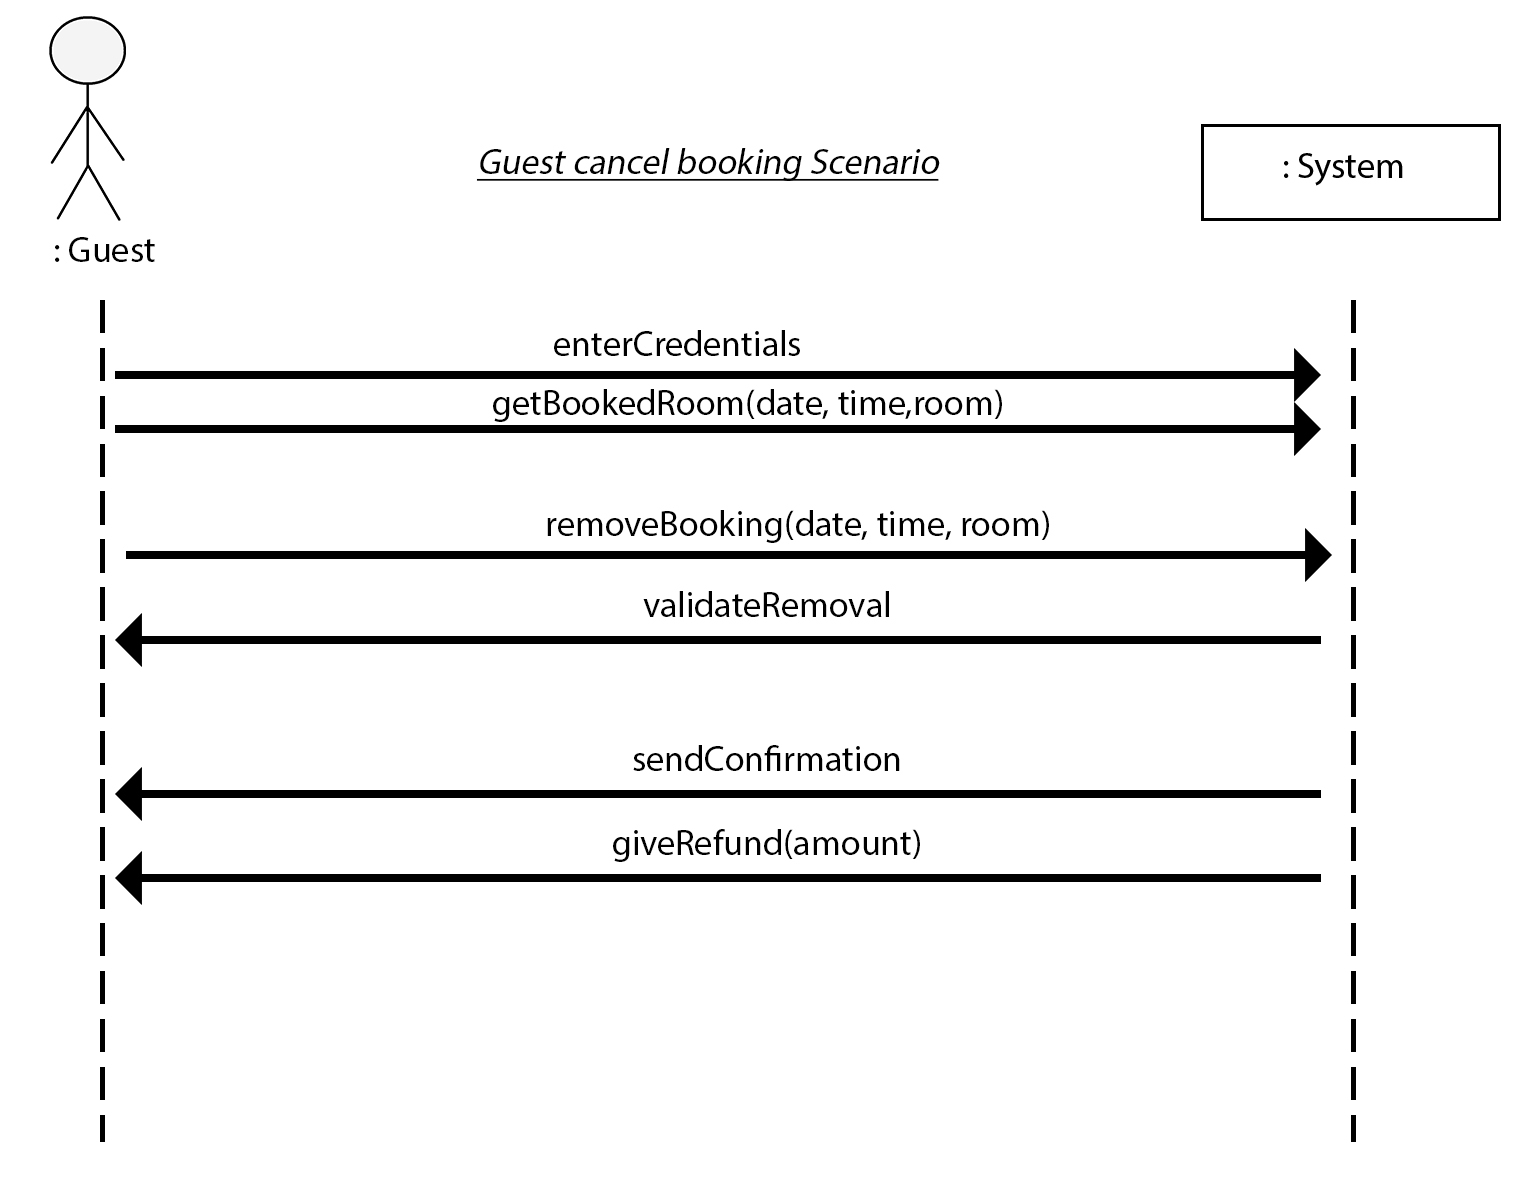 Guest cancel booking Scenario
: System
: Guest
enterCredentials
getBookedRoom(date, time,room)
removeBooking(date, time, room)
validateRemoval
sendConfirmation
giveRefund(amount)